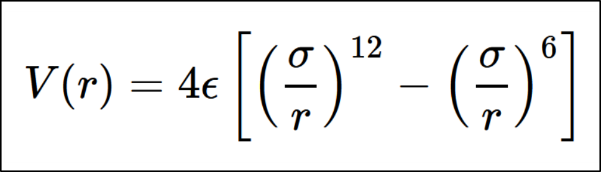 V(r) = 4ϵ [(σ/r)^12 − (σ/r)^6]